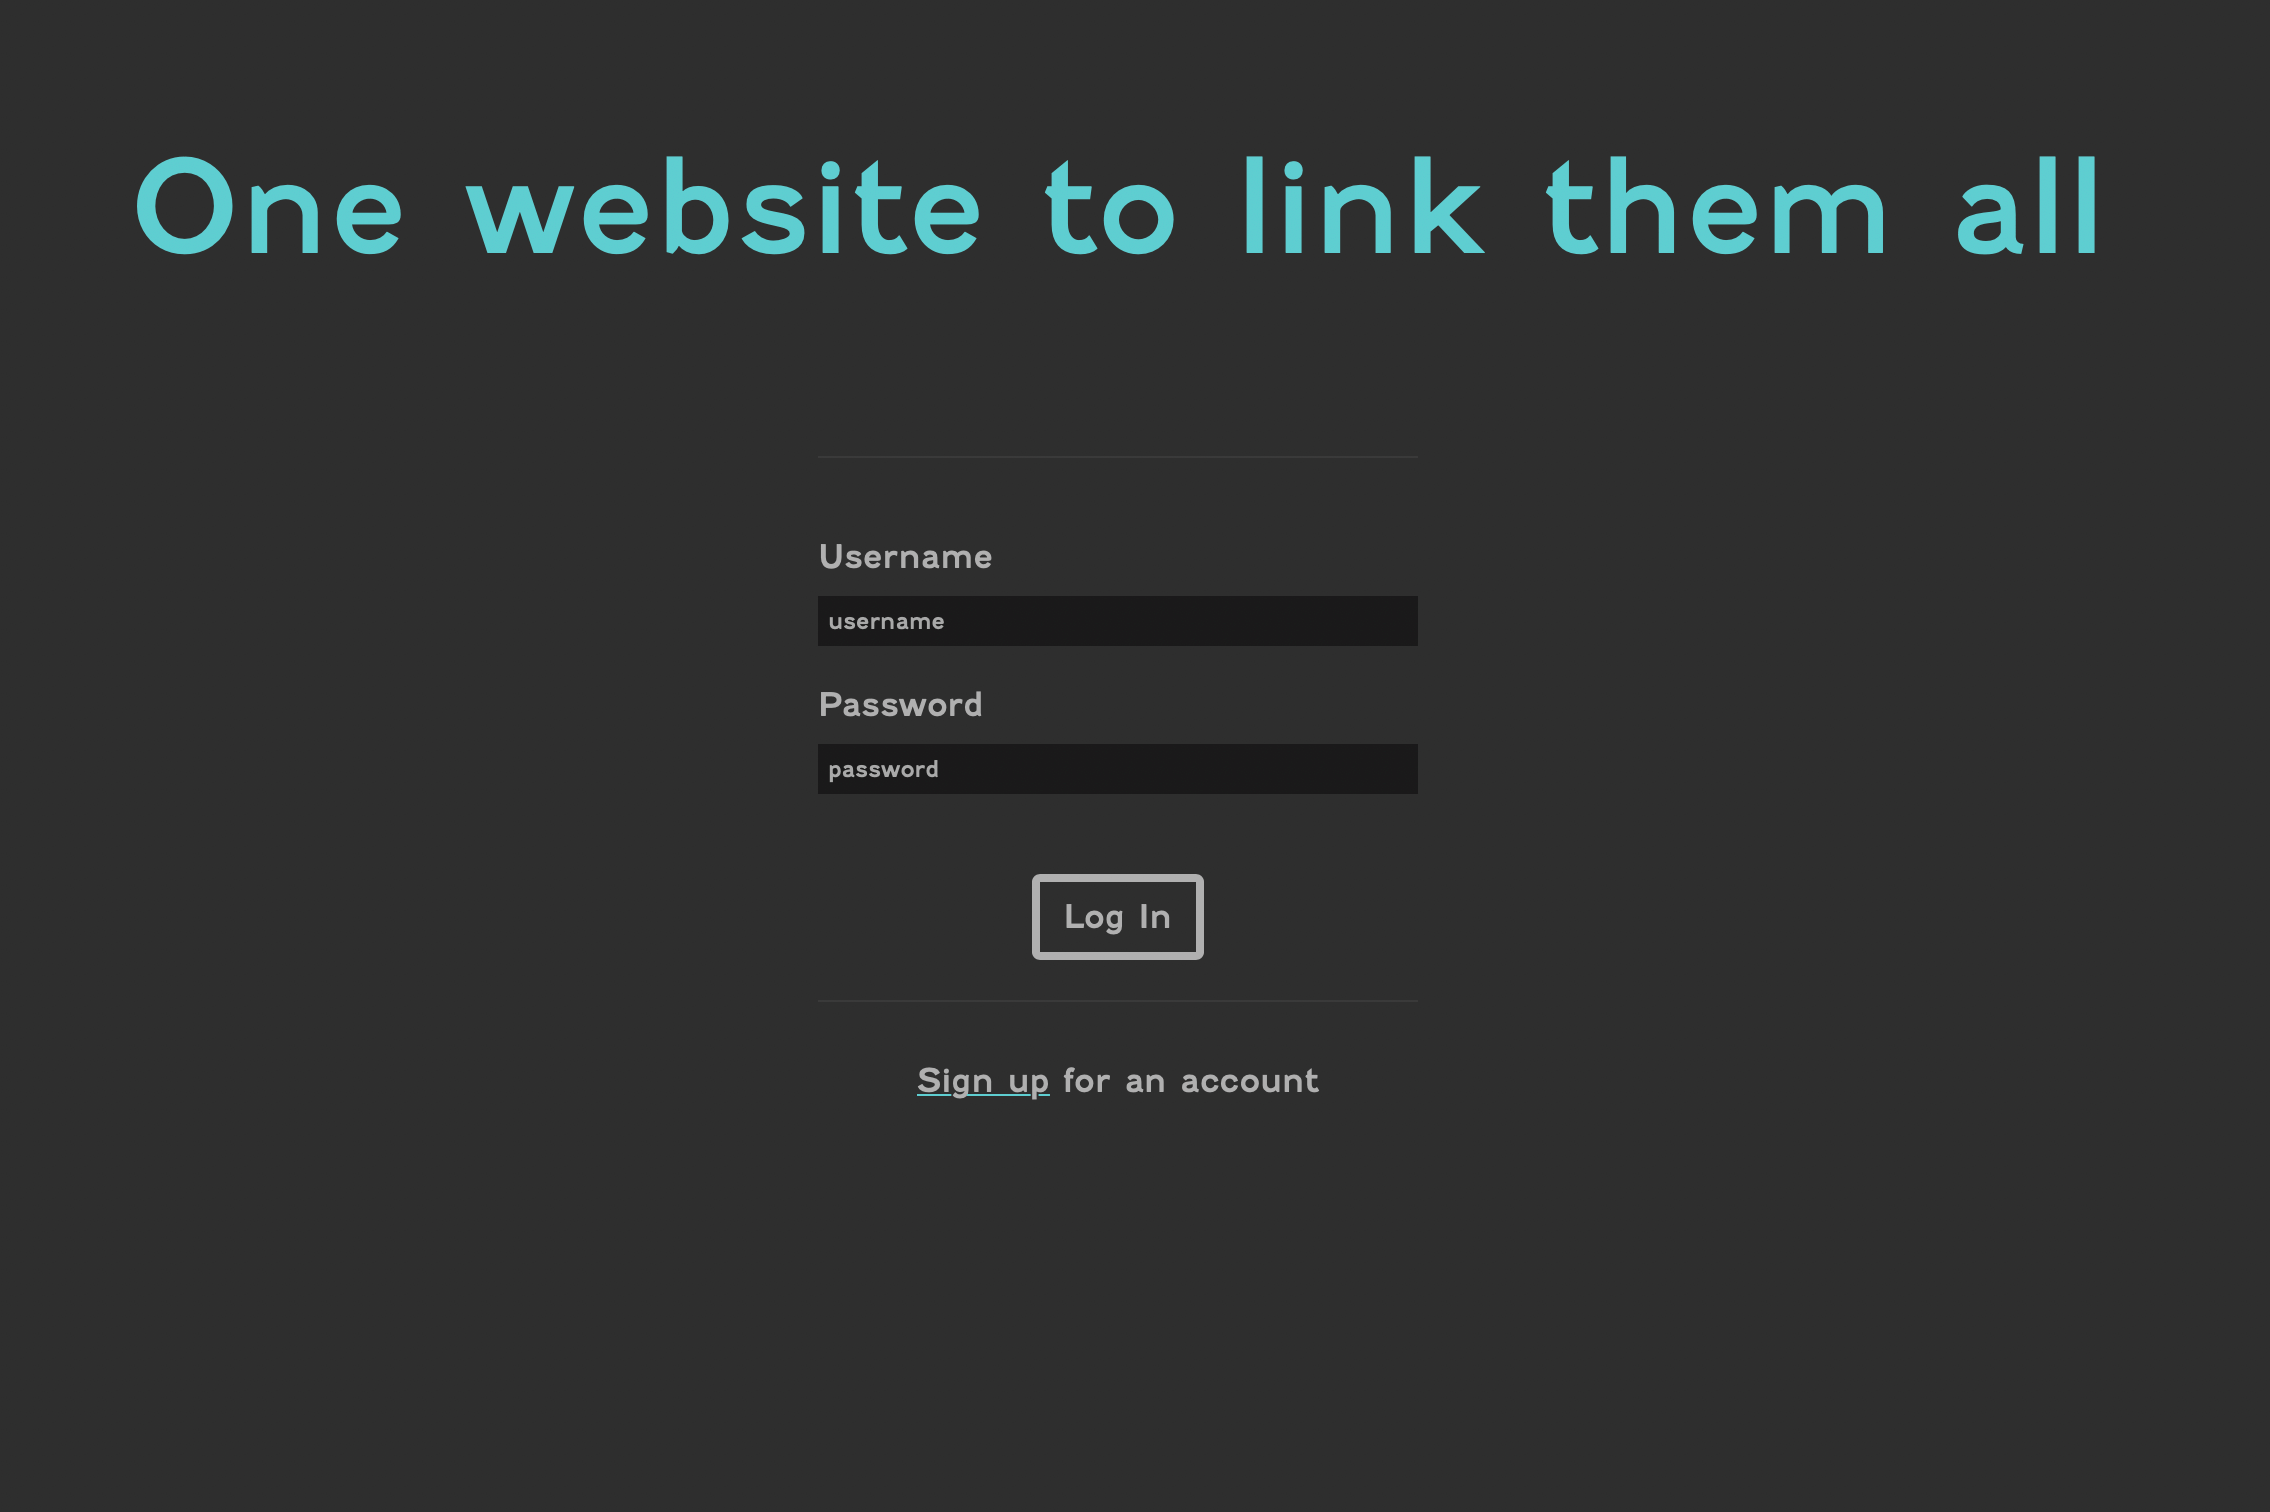 One website to link them all
Username
username
Password
password
Log In
Sign up for an account